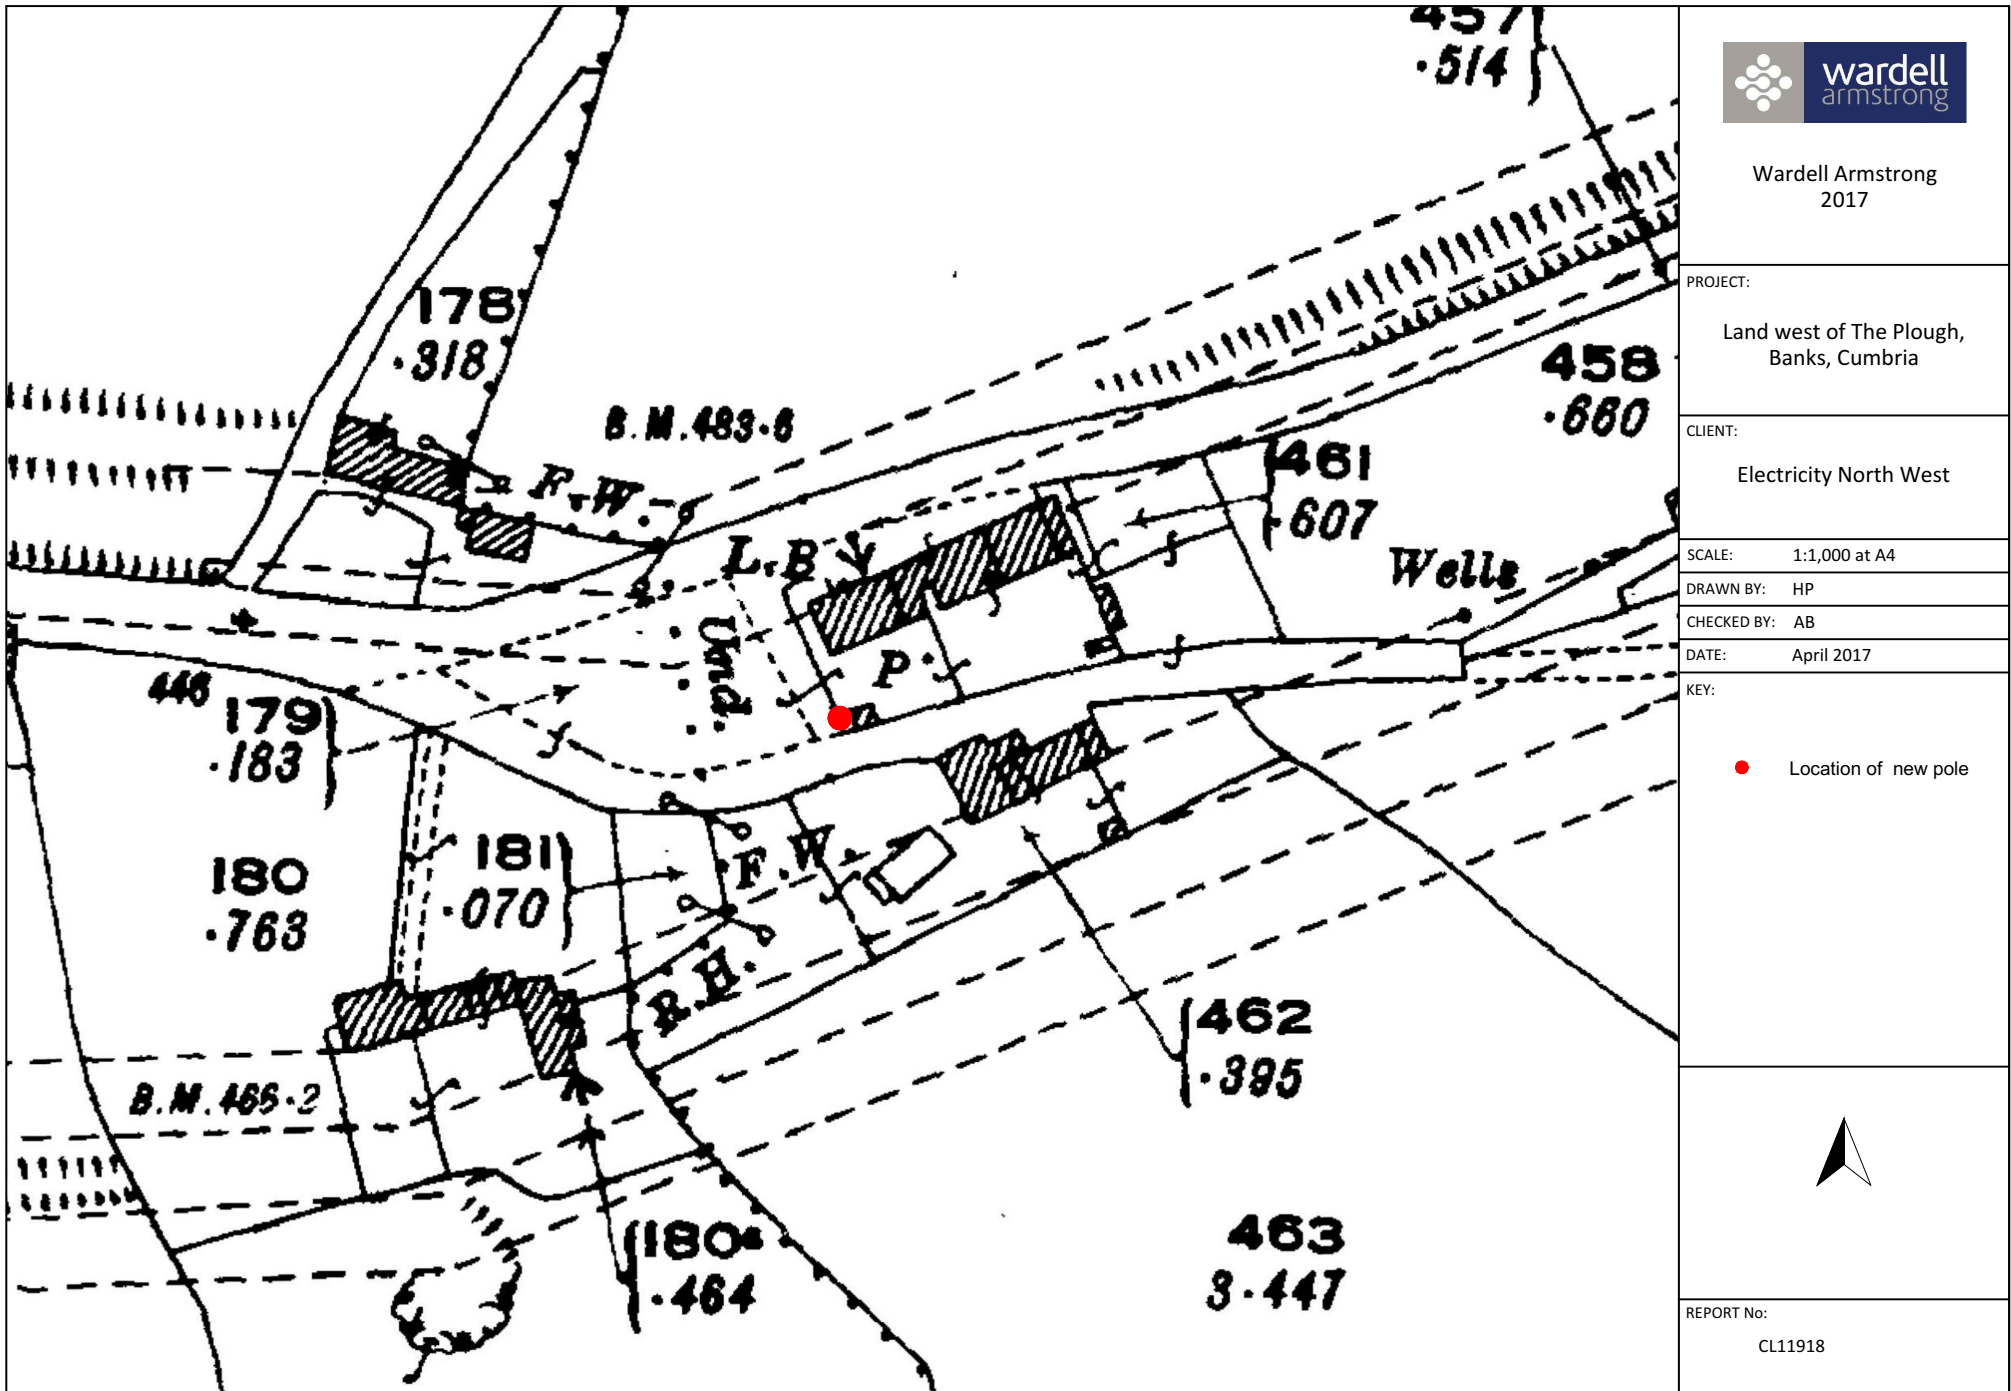 457
.514
178
.318
B.M.483.6
F.W.
L.B
461
.607
458
.660
Wells
Und.
P.
446
179
.183
180
.763
181
.070
F.W.
R.H.
462
.395
B.M.466.2
180a
.464
463
3.447
wardell
armstrong
Wardell Armstrong
2017
PROJECT:
Land west of The Plough,
Banks, Cumbria
CLIENT:
Electricity North West
SCALE: 1:1,000 at A4
DRAWN BY: HP
CHECKED BY: AB
DATE: April 2017
KEY:
Location of new pole
REPORT No:
CL11918